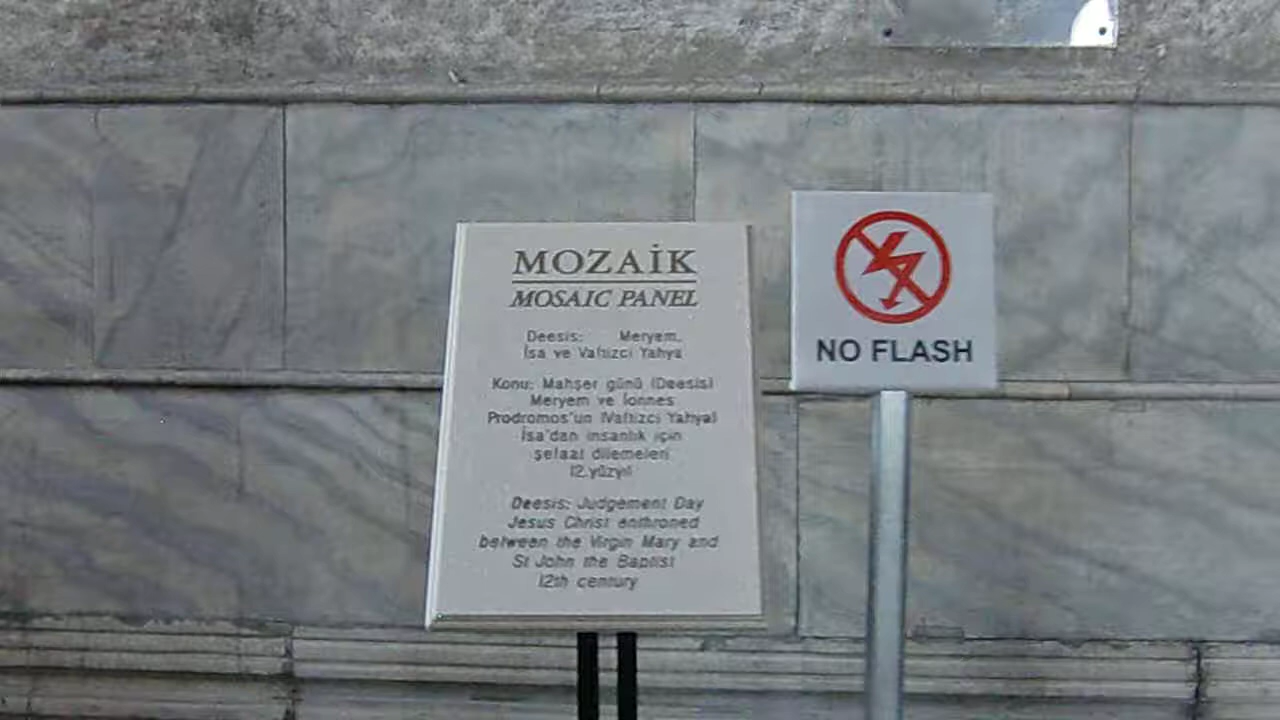 MOZAİK
MOSAIC PANEL
Deesis: Meryem,
İsa ve Vaftizci Yahya
Konu: Mahşer günü (Deesis)
Meryem ve İonnes
Prodromos'un (Vaftizci Yahya)
İsa'dan insanlık için
şefaat dilemeleri
12.yüzyıl
Deesis: Judgement Day
Jesus Christ enthroned
between the Virgin Mary and
St John the Baptist
12th century
NO FLASH